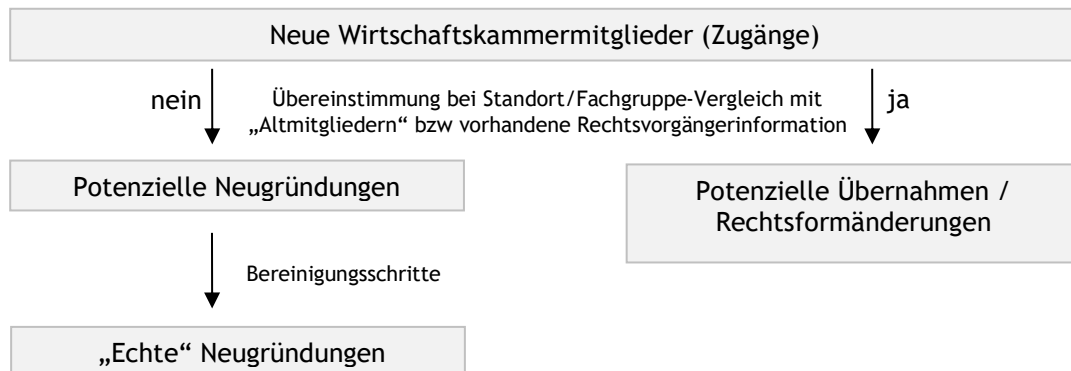 Neue Wirtschaftskammermitglieder (Zugänge)
nein
Übereinstimmung bei Standort/Fachgruppe-Vergleich mit
„Altmitgliedern“ bzw vorhandene Rechtsvorgängerinformation
ja
Potenzielle Neugründungen
Potenzielle Übernahmen /
Rechtsformänderungen
Bereinigungsschritte
„Echte“ Neugründungen